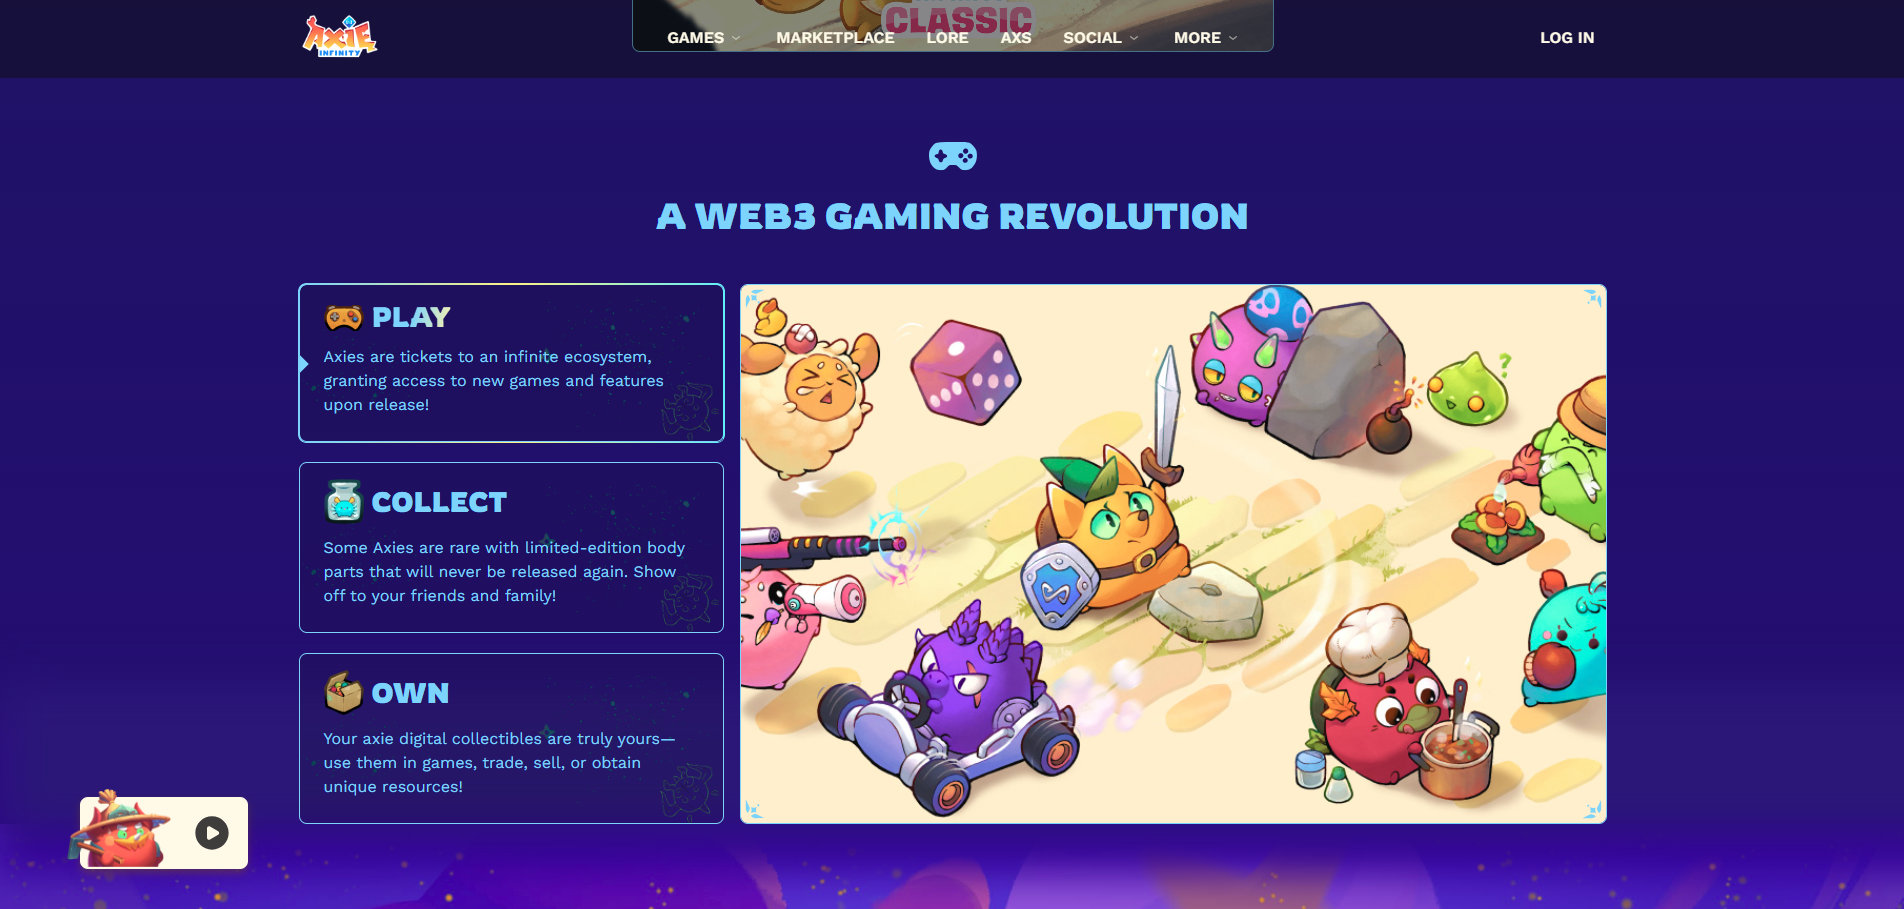 AXIE
INFINITY
CLASSIC
GAMES
MARKETPLACE
LORE
AXS
SOCIAL
MORE
LOG IN
A WEB3 GAMING REVOLUTION
PLAY
Axies are tickets to an infinite ecosystem,
granting access to new games and features
upon release!
COLLECT
Some Axies are rare with limited-edition body
parts that will never be released again. Show
off to your friends and family!
OWN
Your axie digital collectibles are truly yours—
use them in games, trade, sell, or obtain
unique resources!
?